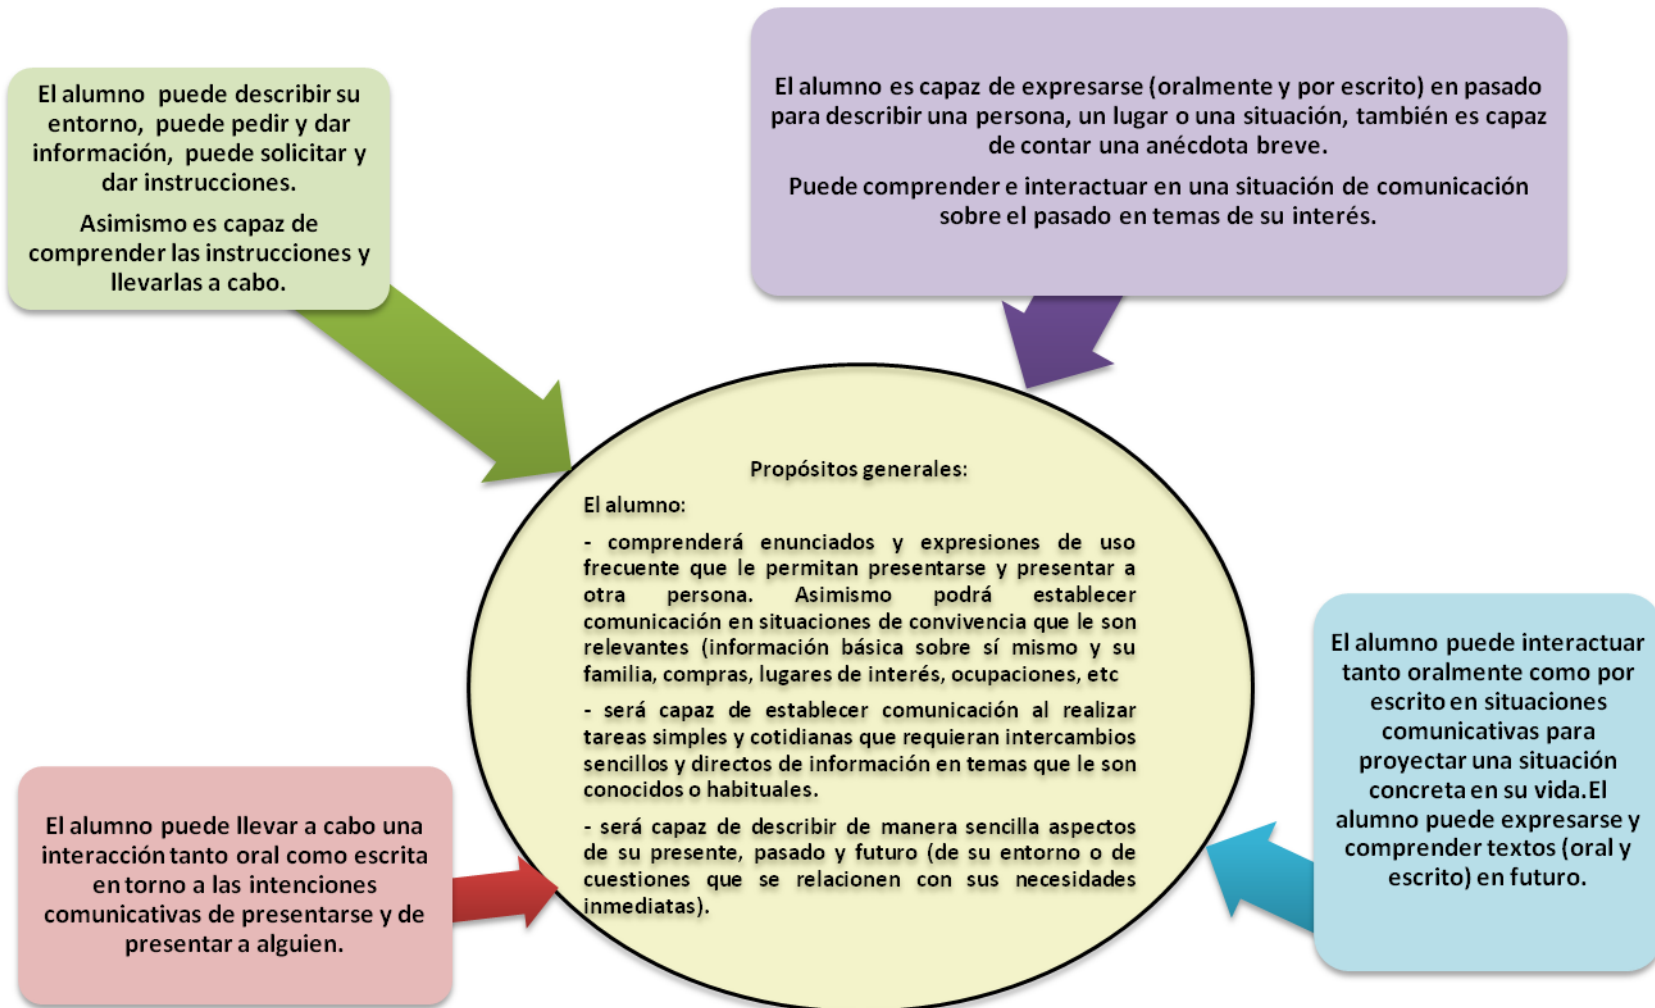 El alumno puede describir su
entorno, puede pedir y dar
información, puede solicitar y
dar instrucciones.
Asimismo es capaz de
comprender las instrucciones y
llevarlas a cabo.
El alumno es capaz de expresarse (oralmente y por escrito) en pasado
para describir una persona, un lugar o una situación, también es capaz
de contar una anécdota breve.
Puede comprender e interactuar en una situación de comunicación
sobre el pasado en temas de su interés.
Propósitos generales:
El alumno:
- comprenderá enunciados y expresiones de uso
frecuente que le permitan presentarse y presentar a
otra persona. Asimismo podrá establecer
comunicación en situaciones de convivencia que le son
relevantes (información básica sobre sí mismo y su
familia, compras, lugares de interés, ocupaciones, etc
- será capaz de establecer comunicación al realizar
tareas simples y cotidianas que requieran intercambios
sencillos y directos de información en temas que le son
conocidos o habituales.
- será capaz de describir de manera sencilla aspectos
de su presente, pasado y futuro (de su entorno o de
cuestiones que se relacionen con sus necesidades
inmediatas).
El alumno puede interactuar
tanto oralmente como por
escrito en situaciones
comunicativas para
proyectar una situación
concreta en su vida.El
alumno puede expresarse y
comprender textos (oral y
escrito) en futuro.
El alumno puede llevar a cabo una
interacción tanto oral como escrita
en torno a las intenciones
comunicativas de presentarse y de
presentar a alguien.